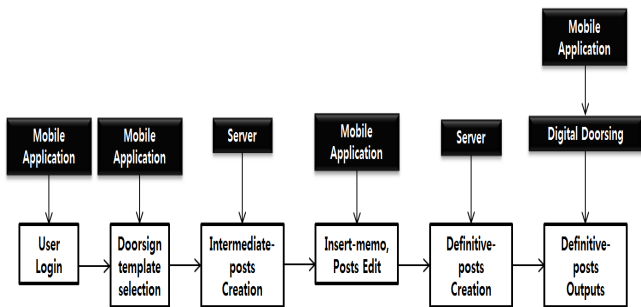 Mobile
Application
Mobile
Application
Mobile
Application
Server
Mobile
Application
Server
Digital Doorsing
User
Login
Doorsign
template
selection
Intermediate-
posts
Creation
Insert-memo,
Posts Edit
Definitive-
posts
Creation
Definitive-
posts
Outputs